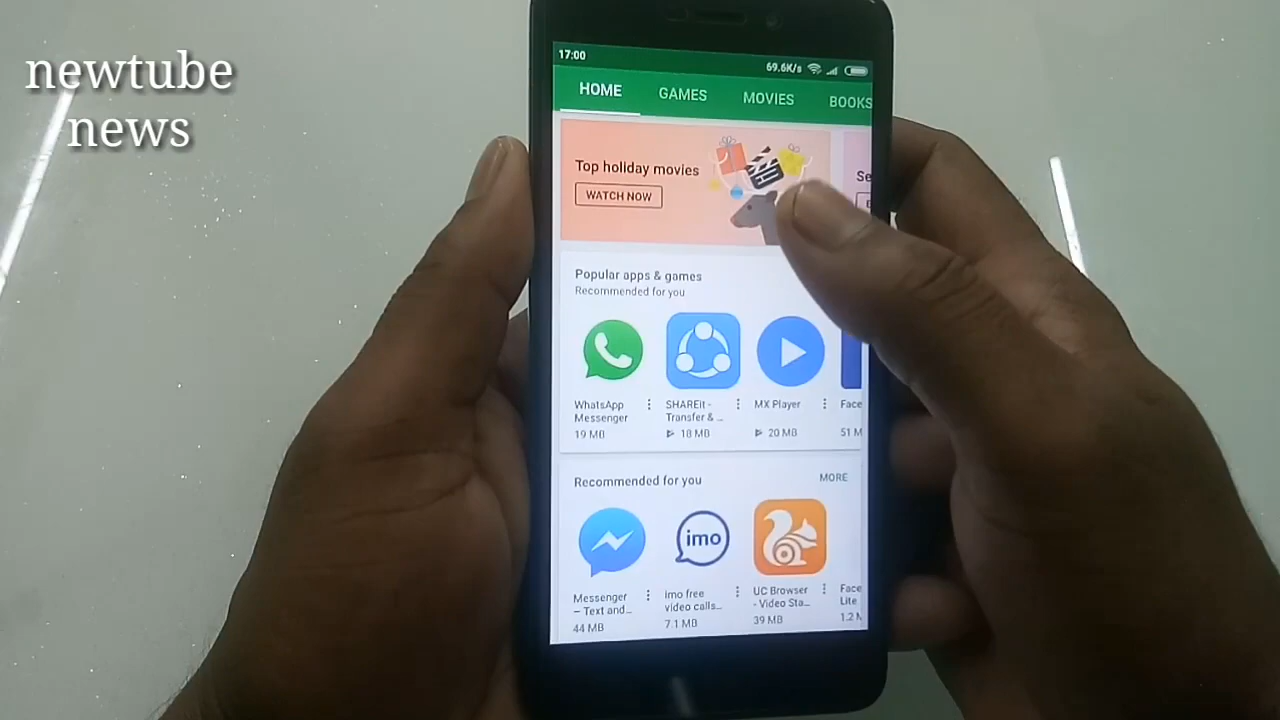 newtube
news
17:00
69.6K/s
HOME GAMES MOVIES BOOKS
Top holiday movies
WATCH NOW
Se
Popular apps & games
Recommended for you
WhatsApp Messenger
19 MB
SHAREit - Transfer & ...
18 MB
MX Player
20 MB
Face
51 M
Recommended for you
MORE
imo
Messenger – Text and...
44 MB
imo free video calls...
7.1 MB
UC Browser - Video Sta...
39 MB
Face Lite
1.2 M